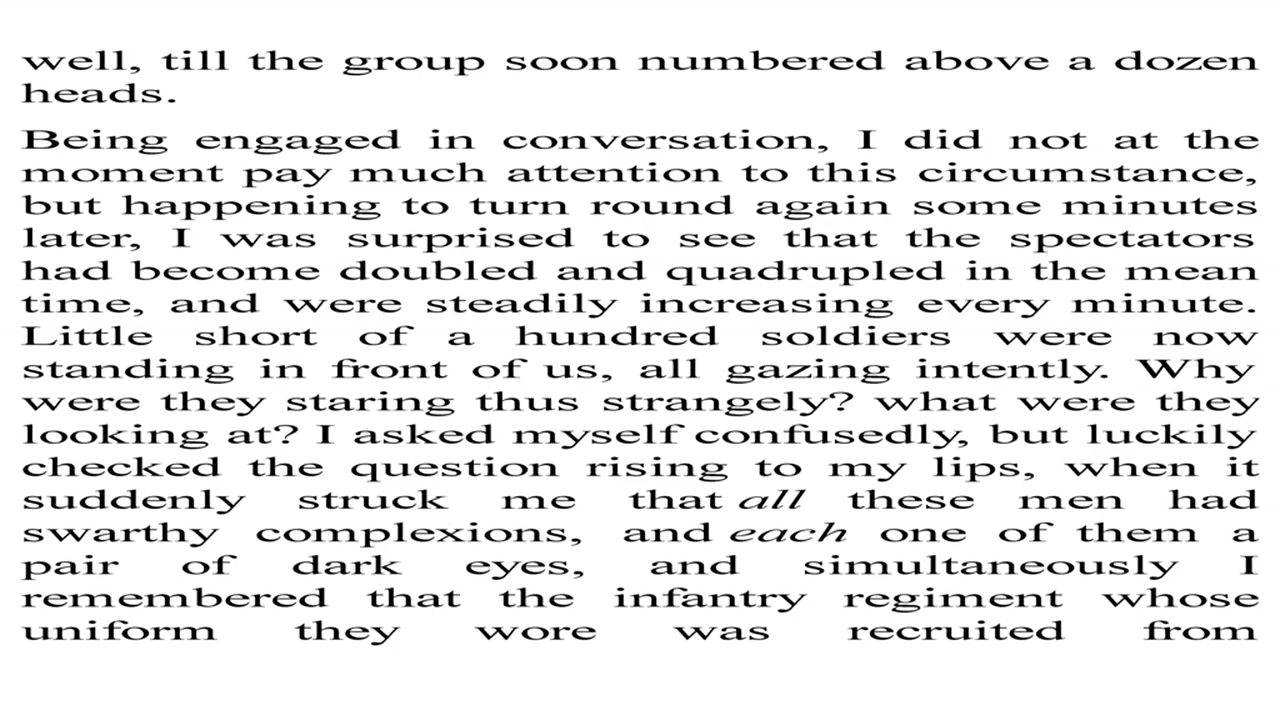 well, till the group soon numbered above a dozen
heads.
Being engaged in conversation, I did not at the
moment pay much attention to this circumstance,
but happening to turn round again some minutes
later, I was surprised to see that the spectators
had become doubled and quadrupled in the mean
time, and were steadily increasing every minute.
Little short of a hundred soldiers were now
standing in front of us, all gazing intently. Why
were they staring thus strangely? what were they
looking at? I asked myself confusedly, but luckily
checked the question rising to my lips, when it
suddenly struck me that all these men had
swarthy complexions, and each one of them a
pair of dark eyes, and simultaneously I
remembered that the infantry regiment whose
uniform they wore was recruited from